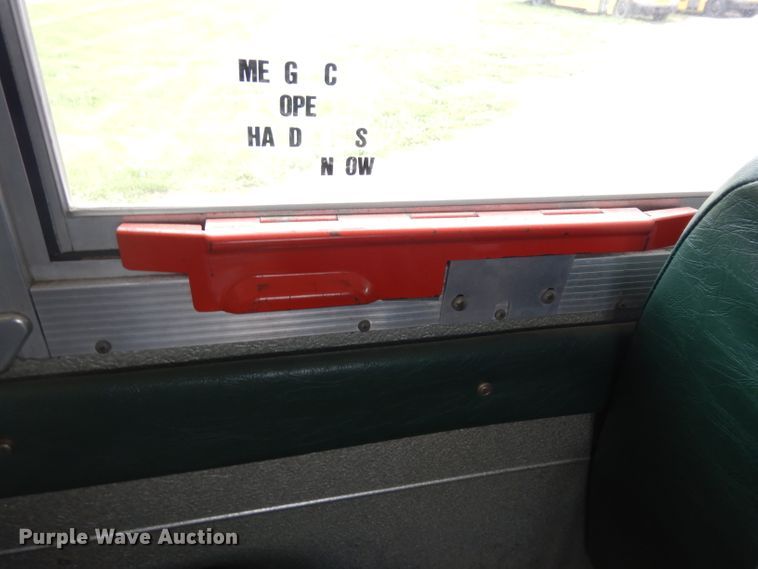 ME G C
OPE
HA D S
N OW
Purple Wave Auction